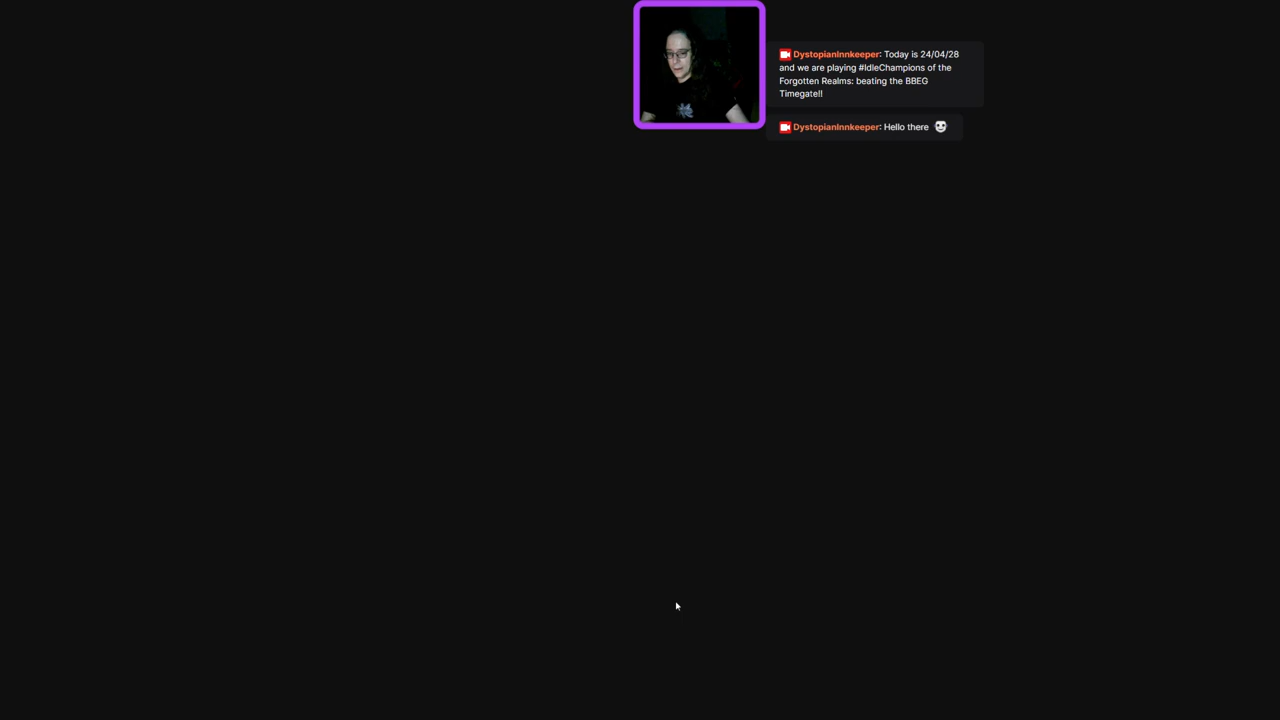 DystopianInnkeeper: Today is 24/04/28
and we are playing #IdleChampions of the
Forgotten Realms: beating the BBEG
Timegate!!
DystopianInnkeeper: Hello there